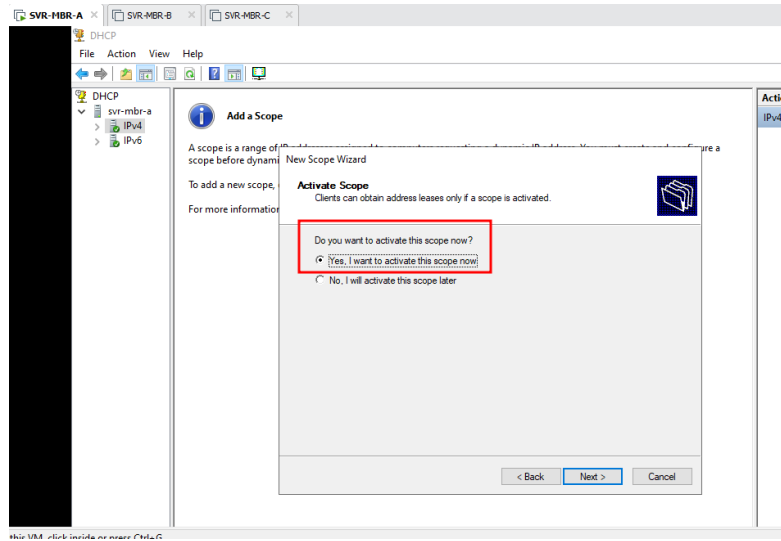 SVR-MBR-A
SVR-MBR-B
SVR-MBR-C
DHCP
File Action View Help
DHCP
svr-mbr-a
IPv4
IPv6
Add a Scope
Acti
IPv4
A scope is a range of
scope before dynami
To add a new scope,
For more information
New Scope Wizard
Activate Scope
Clients can obtain address leases only if a scope is activated.
Do you want to activate this scope now?
Yes, I want to activate this scope now
No, I will activate this scope later
< Back
Next >
Cancel
this VM, click inside or press Ctrl+G.